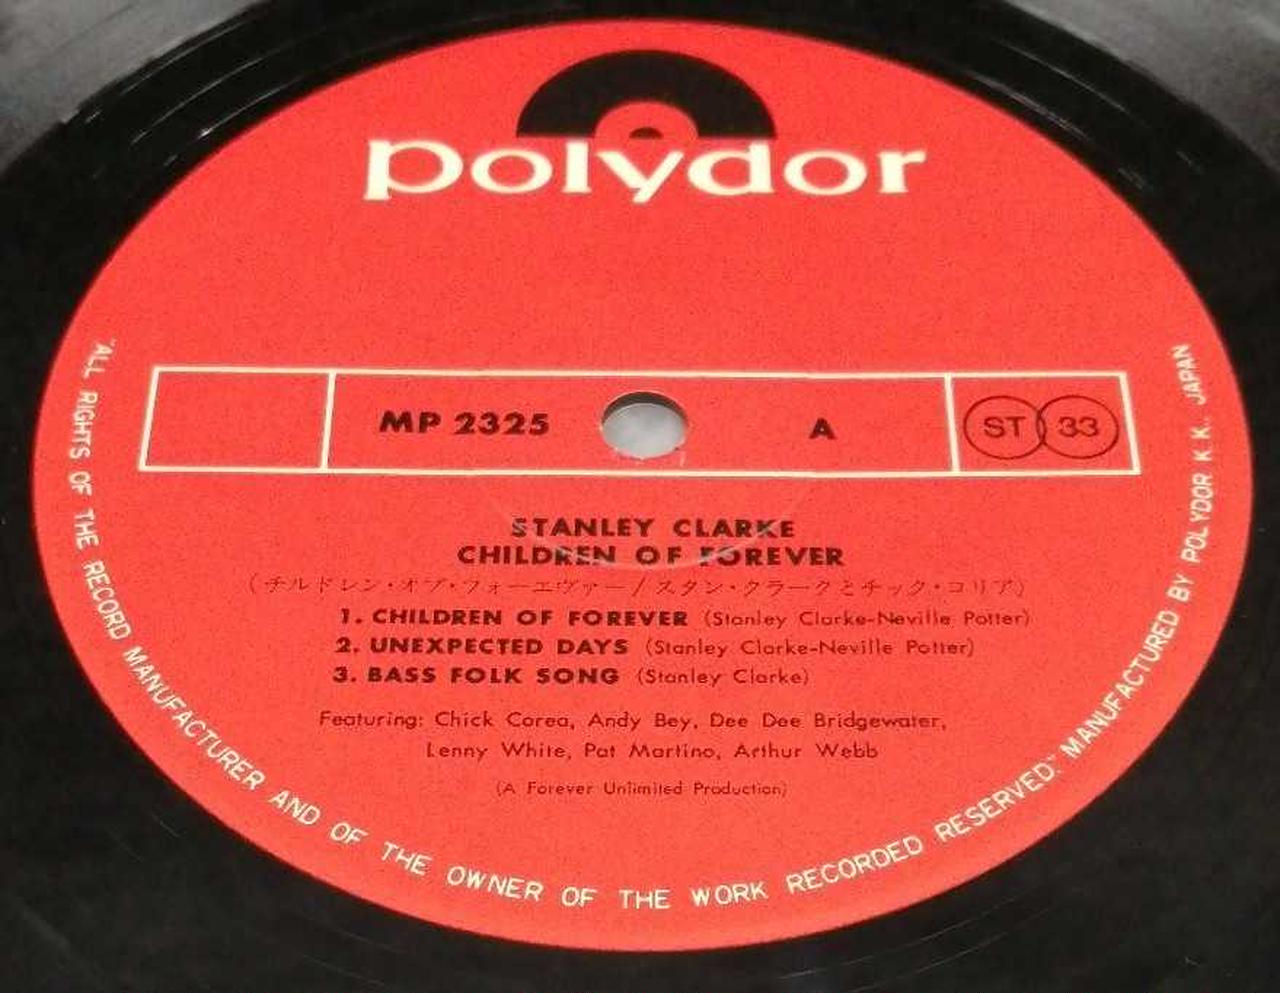 polydor
MP 2325
A
ST 33
STANLEY CLARKE
CHILDREN OF FOREVER
(チルドレン・オブ・フォーエヴァー/スタン・クラークとチック・コリア)
1. CHILDREN OF FOREVER (Stanley Clarke-Neville Potter)
2. UNEXPECTED DAYS (Stanley Clarke-Neville Potter)
3. BASS FOLK SONG (Stanley Clarke)
Featuring: Chick Corea, Andy Bey, Dee Dee Bridgewater,
Lenny White, Pat Martino, Arthur Webb
(A Forever Unlimited Production)
"ALL RIGHTS OF THE RECORD MANUFACTURER AND OF THE OWNER OF THE WORK RECORDED RESERVED." MANUFACTURED BY POLYDOR K.K. JAPAN